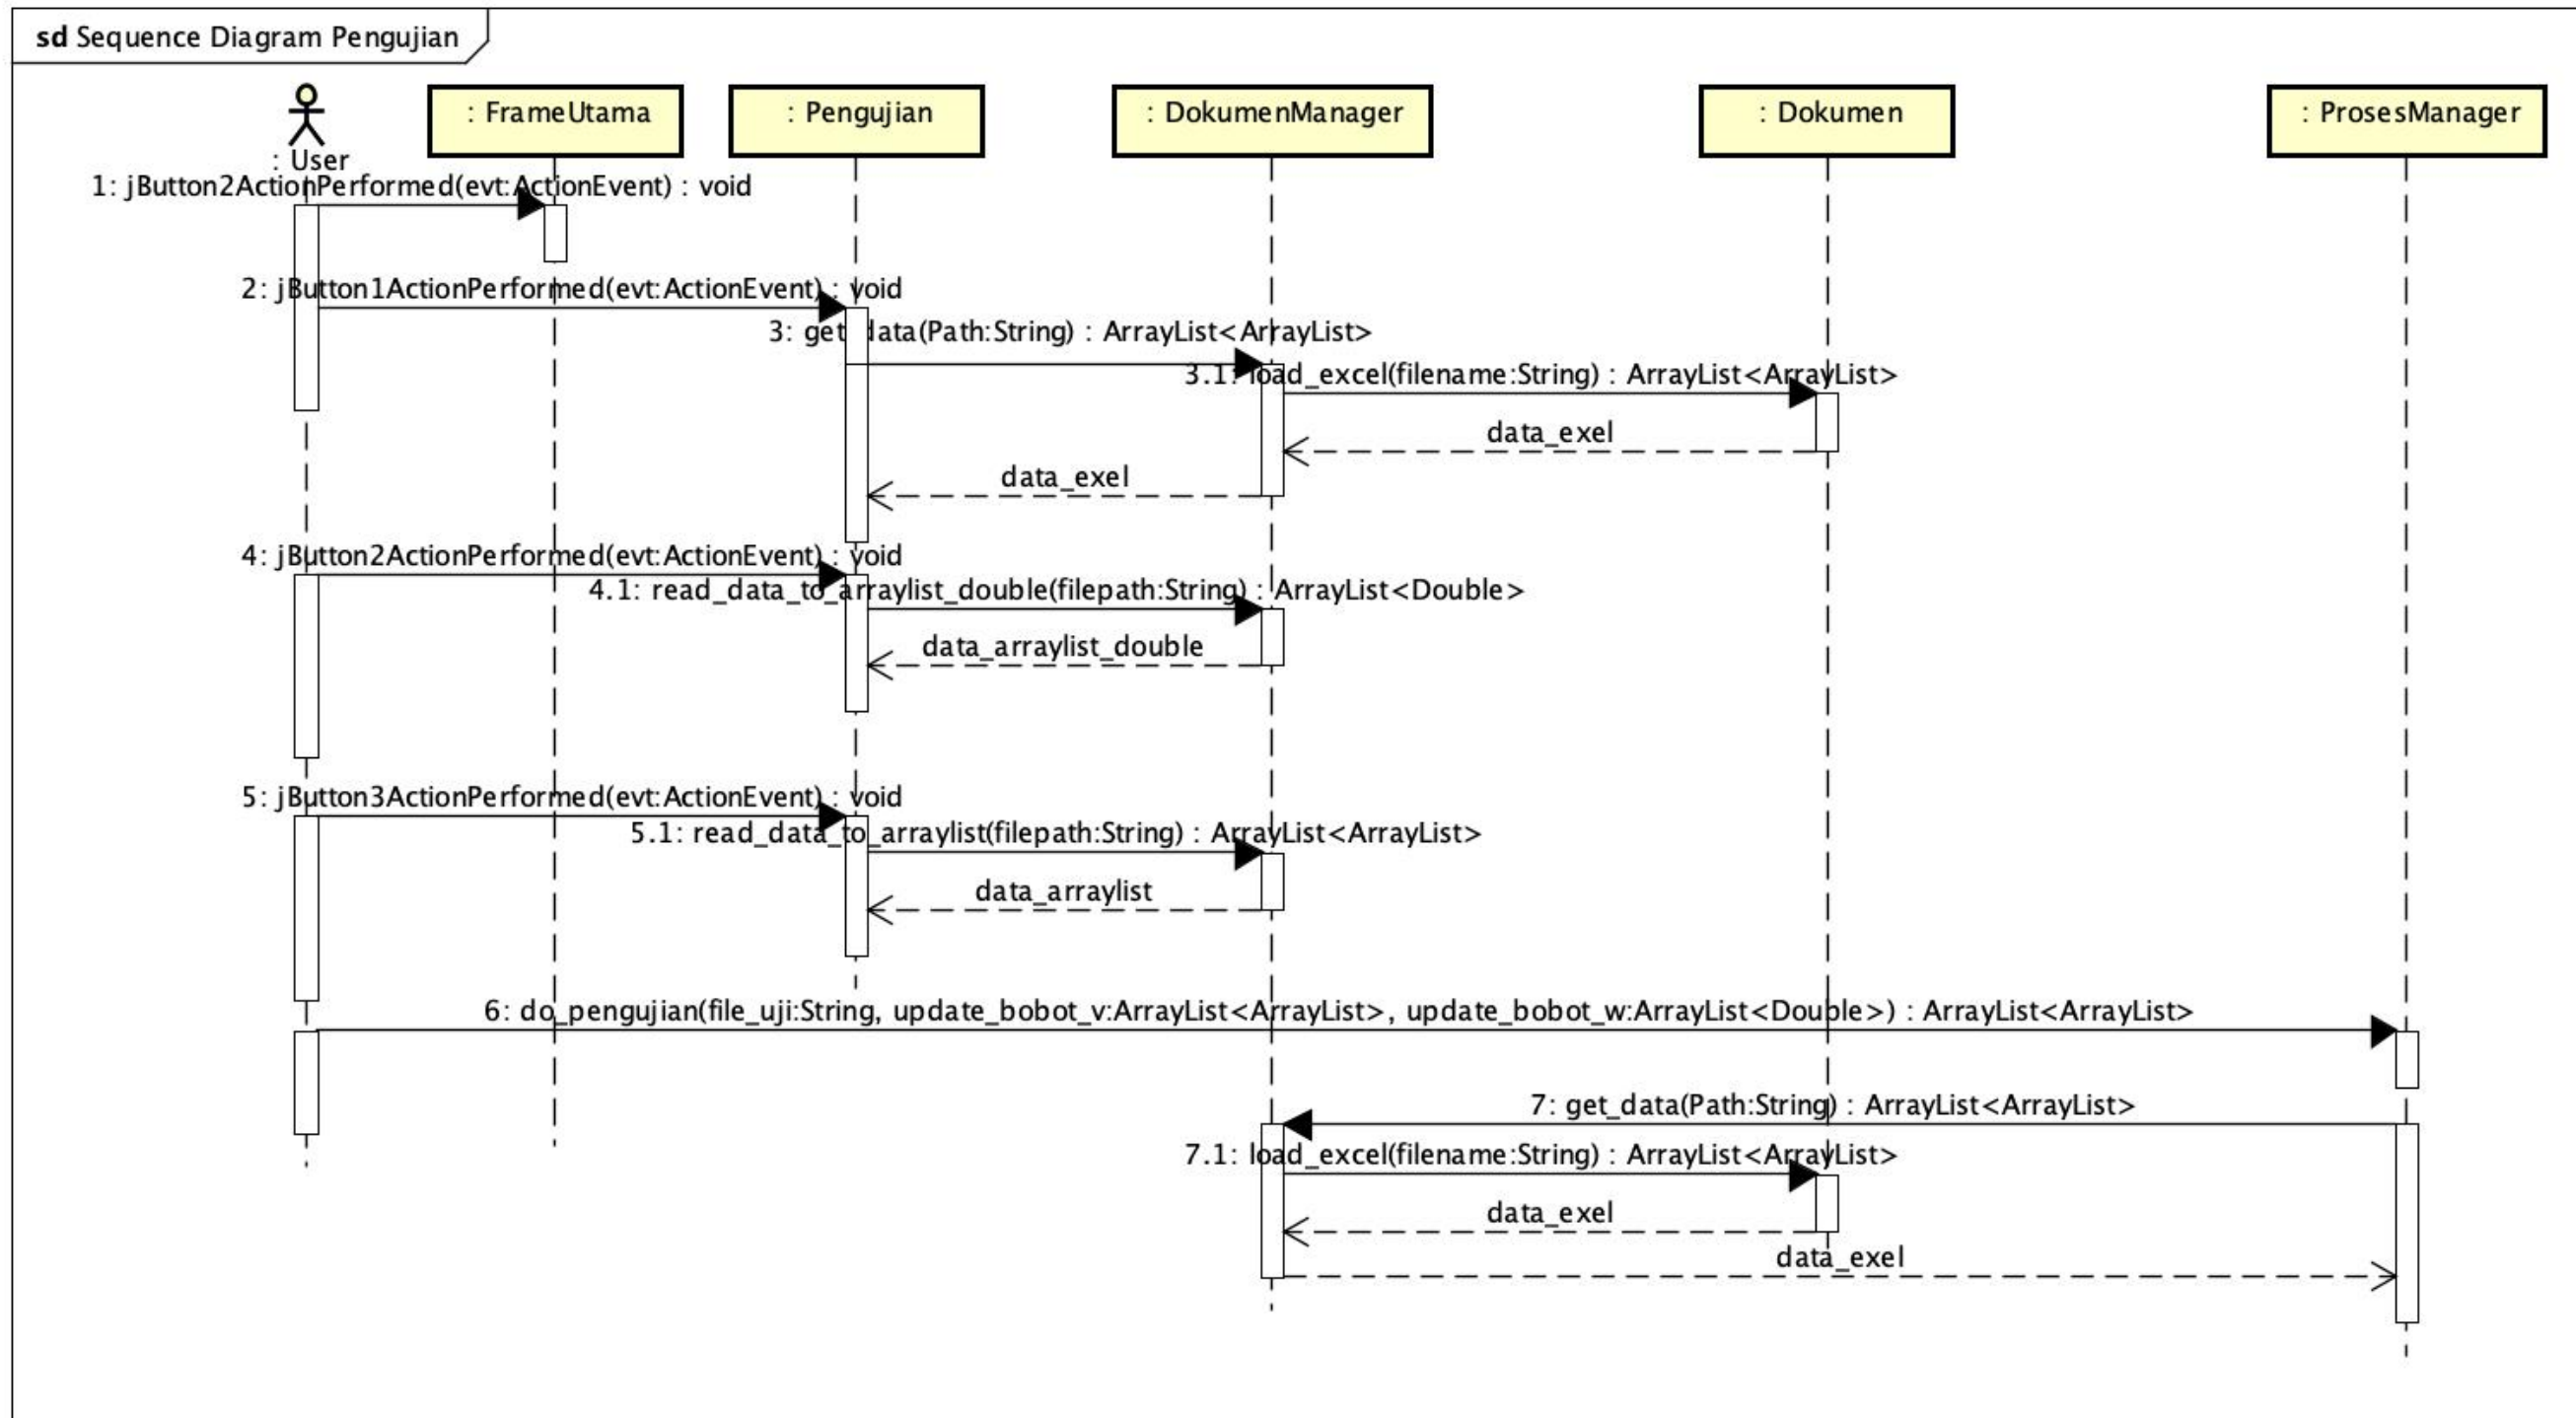 sd Sequence Diagram Pengujian
: User
: FrameUtama
: Pengujian
: DokumenManager
: Dokumen
: ProsesManager
1: jButton2ActionPerformed(evt:ActionEvent) : void
2: jButton1ActionPerformed(evt:ActionEvent) : void
3: get_data(Path:String) : ArrayList<ArrayList>
3.1: load_excel(filename:String) : ArrayList<ArrayList>
data_exel
data_exel
4: jButton2ActionPerformed(evt:ActionEvent) : void
4.1: read_data_to_arraylist_double(filepath:String) : ArrayList<Double>
data_arraylist_double
5: jButton3ActionPerformed(evt:ActionEvent) : void
5.1: read_data_to_arraylist(filepath:String) : ArrayList<ArrayList>
data_arraylist
6: do_pengujian(file_uji:String, update_bobot_v:ArrayList<ArrayList>, update_bobot_w:ArrayList<Double>) : ArrayList<ArrayList>
7: get_data(Path:String) : ArrayList<ArrayList>
7.1: load_excel(filename:String) : ArrayList<ArrayList>
data_exel
data_exel